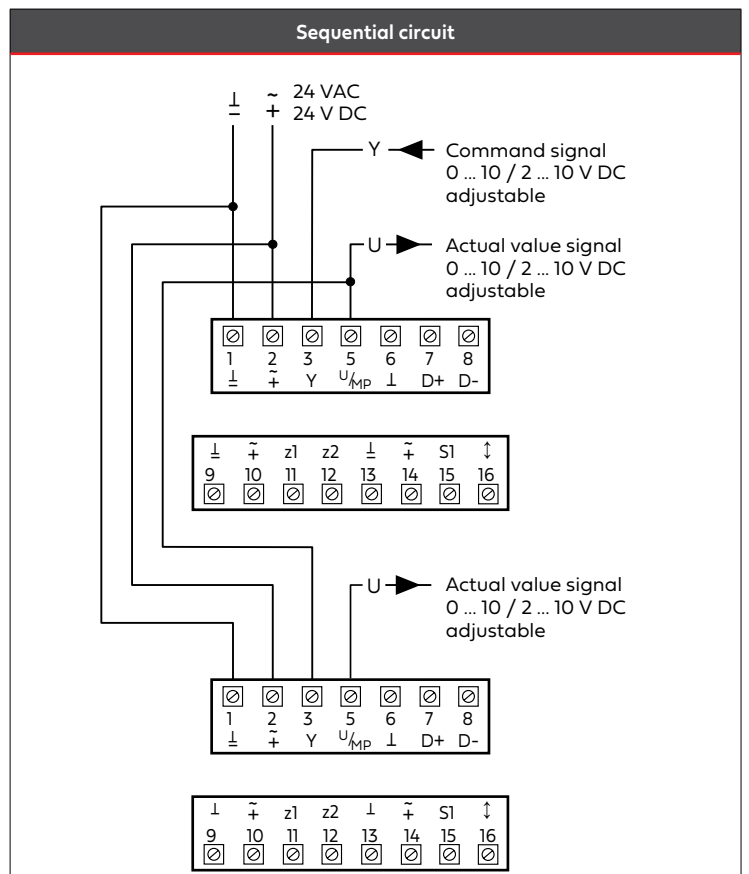 Sequential circuit
⊥ ~ 24 VAC
– + 24 V DC
Y Command signal
0 ... 10 / 2 ... 10 V DC
adjustable
U Actual value signal
0 ... 10 / 2 ... 10 V DC
adjustable
1 2 3 5 6 7 8
⊥ ~ Y U/MP ⊥ D+ D-
– +
⊥ ~ z1 z2 ⊥ ~ S1 ↕
– + – +
9 10 11 12 13 14 15 16
U Actual value signal
0 ... 10 / 2 ... 10 V DC
adjustable
1 2 3 5 6 7 8
⊥ ~ Y U/MP ⊥ D+ D-
– +
⊥ ~ z1 z2 ⊥ ~ S1 ↕
+ +
9 10 11 12 13 14 15 16